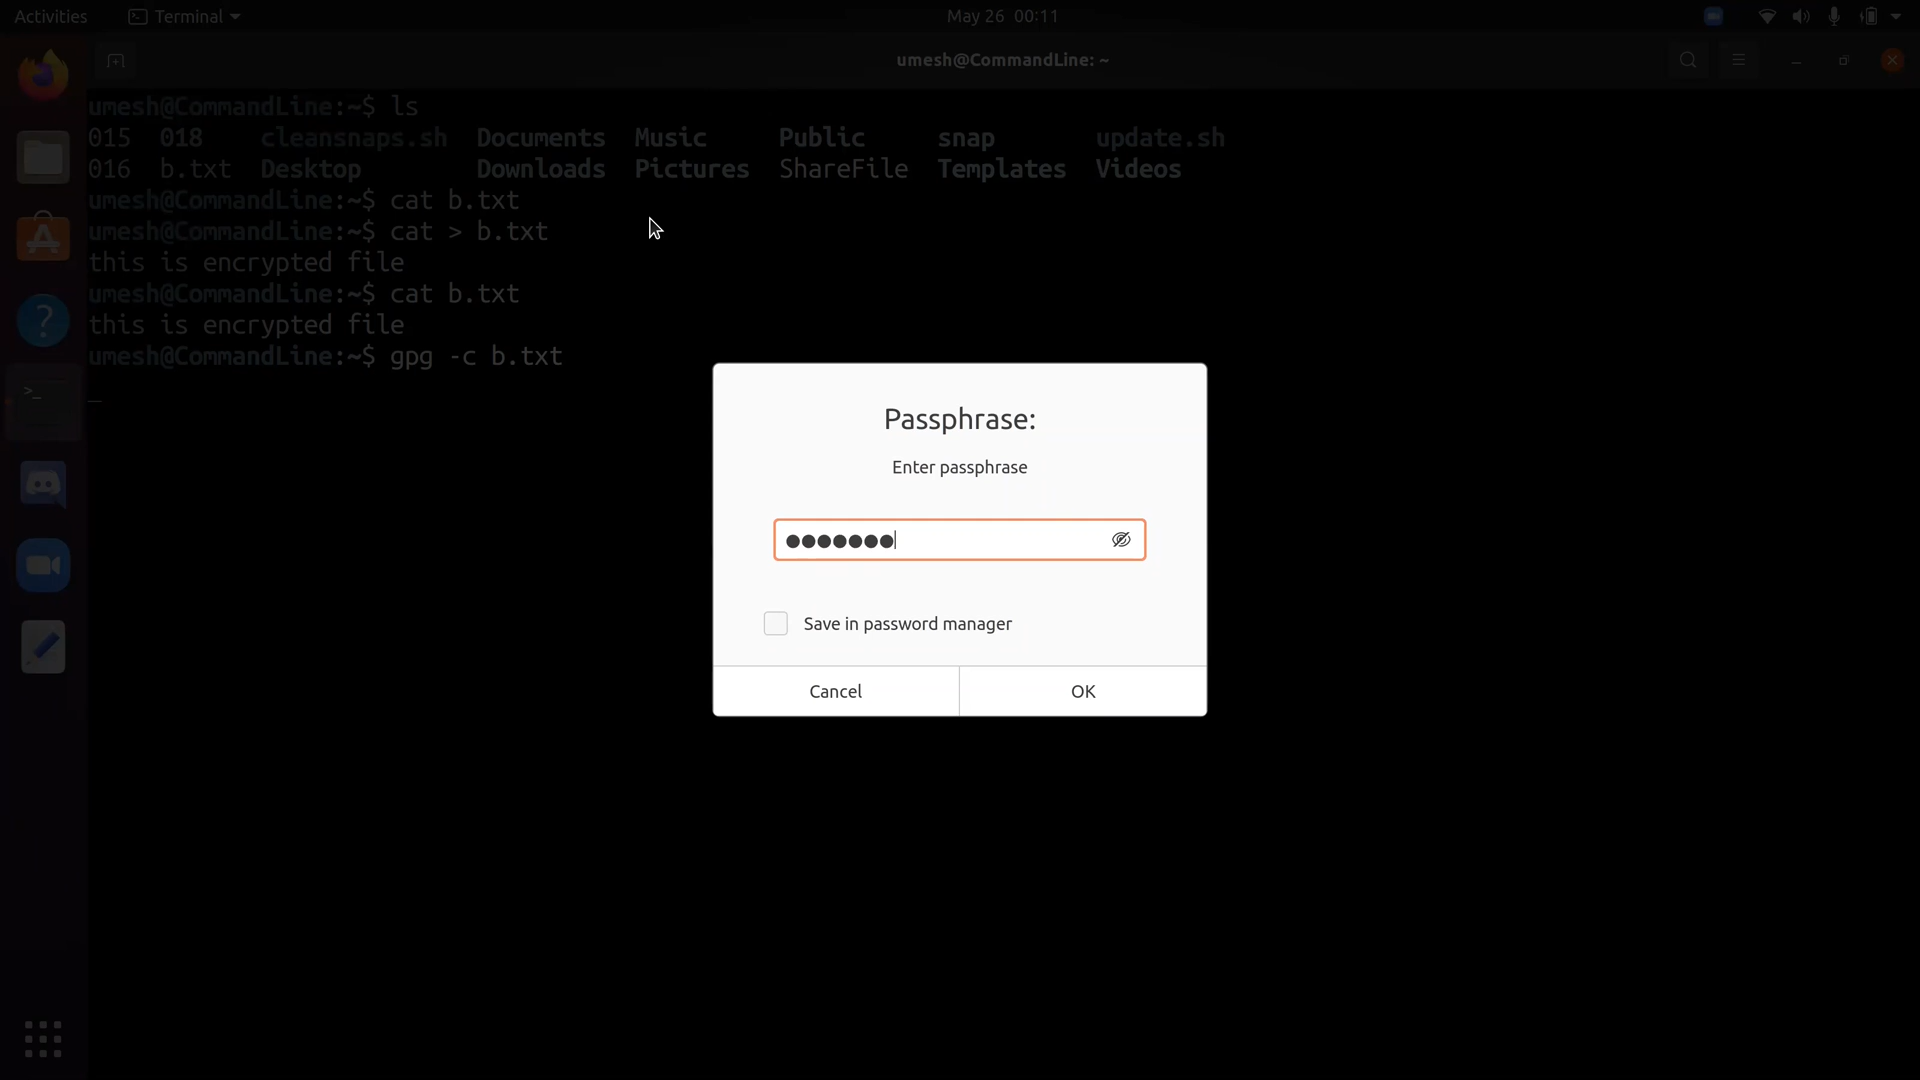 Activities Terminal May 26 00:11
umesh@CommandLine: ~
umesh@CommandLine:~$ ls
015 018 cleansnaps.sh Documents Music Public snap update.sh
016 b.txt Desktop Downloads Pictures ShareFile Templates Videos
umesh@CommandLine:~$ cat b.txt
umesh@CommandLine:~$ cat > b.txt
this is encrypted file
umesh@CommandLine:~$ cat b.txt
this is encrypted file
umesh@CommandLine:~$ gpg -c b.txt
Passphrase:
Enter passphrase
Save in password manager
Cancel OK